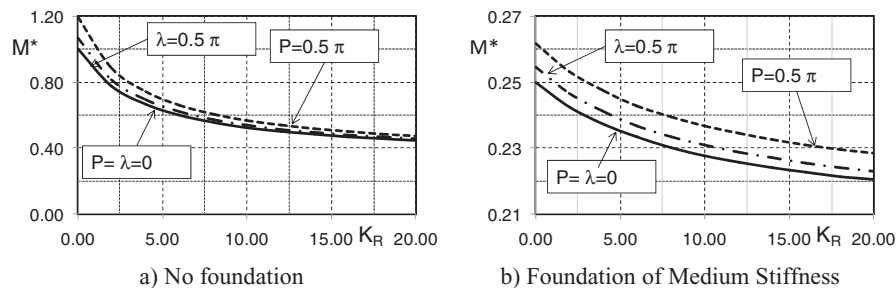 1.20
M*
0.80
0.40
0.00
λ=0.5 π
P=0.5 π
P= λ=0
0.00
5.00
10.00
15.00
K_R
20.00
a) No foundation
0.27
M*
0.25
0.23
0.21
λ=0.5 π
P=0.5 π
P= λ=0
0.00
5.00
10.00
15.00
K_R
20.00
b) Foundation of Medium Stiffness